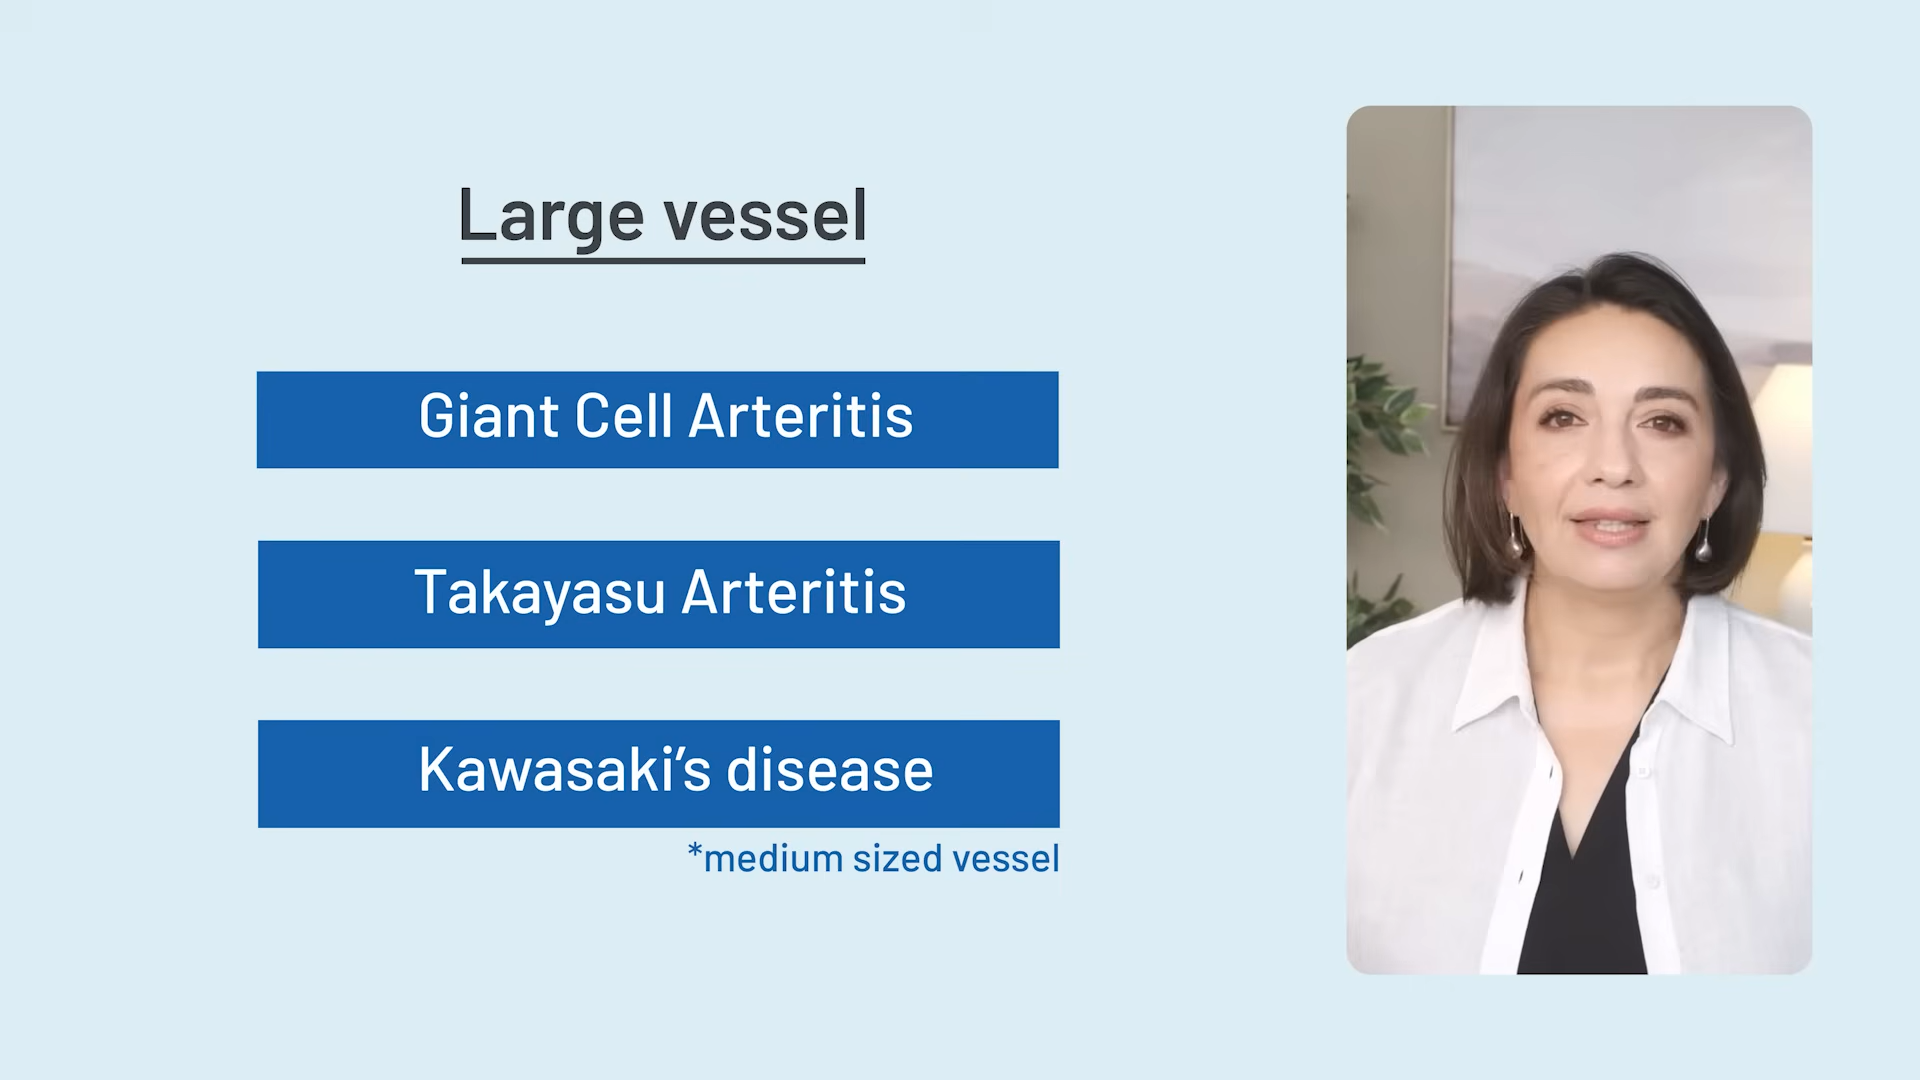 Large vessel
Giant Cell Arteritis
Takayasu Arteritis
Kawasaki’s disease
*medium sized vessel